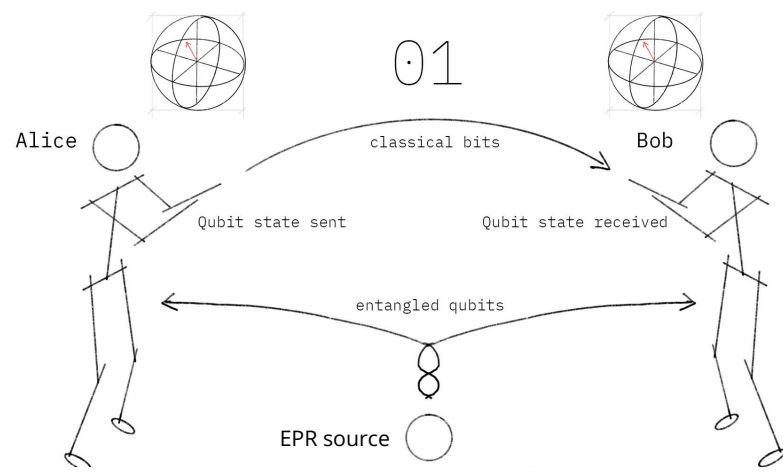 01
Alice
classical bits
Bob
Qubit state sent
Qubit state received
entangled qubits
EPR source